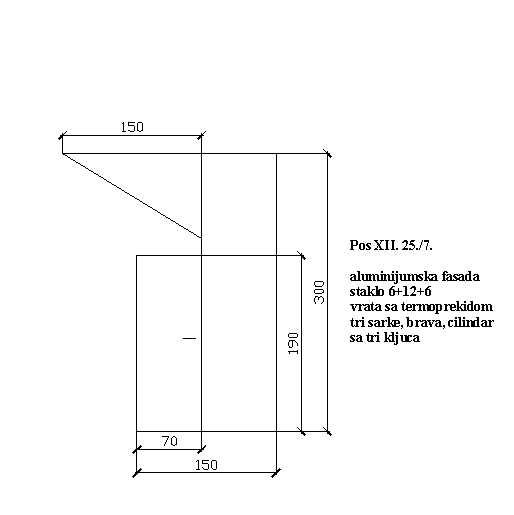 150
Pos XII. 25./7.
aluminijumska fasada
staklo 6+12+6
vrata sa termoprekidom
tri sarke, brava, cilindar
sa tri kljuca
300
190
70
150